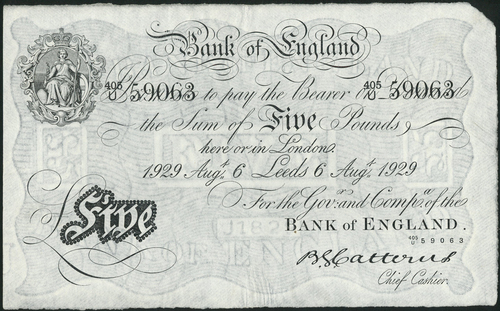 Bank of England
405/U 59063 to pay the Bearer 405/U 59063
the Sum of Five Pounds
here or in London
1929 Augt 6 Leeds 6 Augt 1929
For the Govr and Compa of the
BANK OF ENGLAND.
405/U 59063
Five
B G Catterns
Chief Cashier.